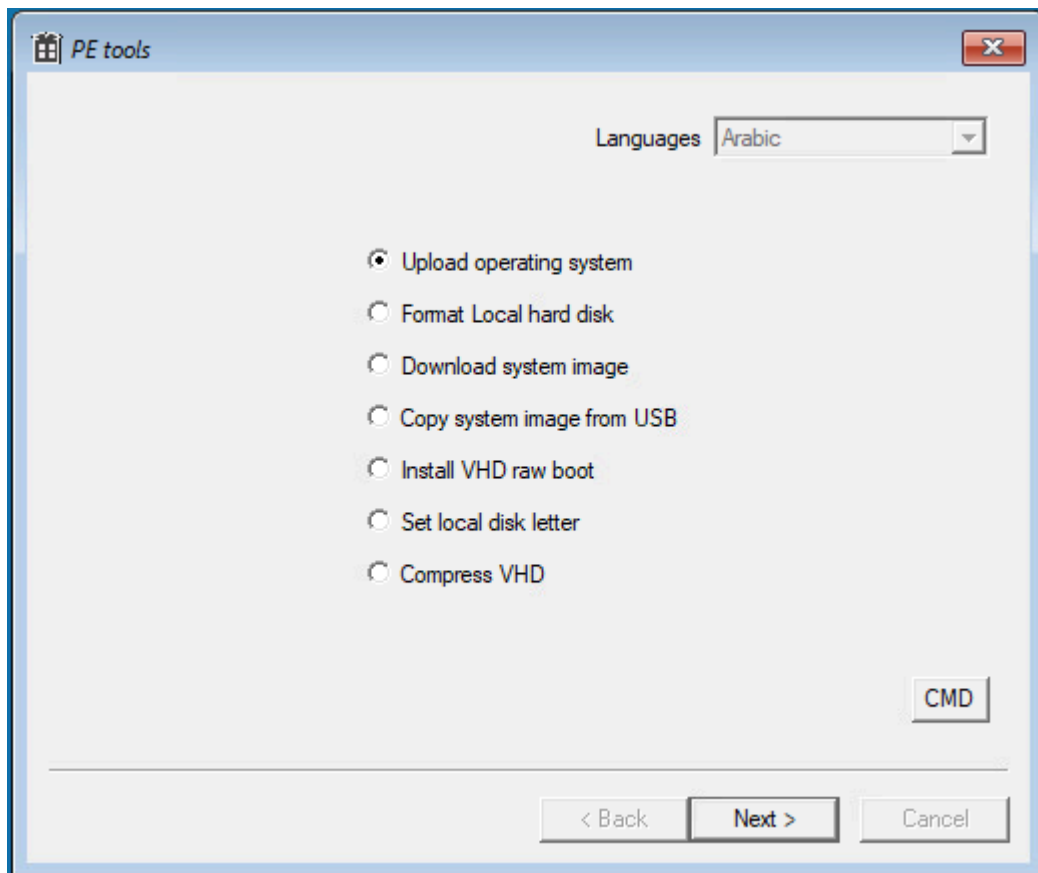 PE tools
Languages Arabic
Upload operating system
Format Local hard disk
Download system image
Copy system image from USB
Install VHD raw boot
Set local disk letter
Compress VHD
CMD
< Back Next > Cancel